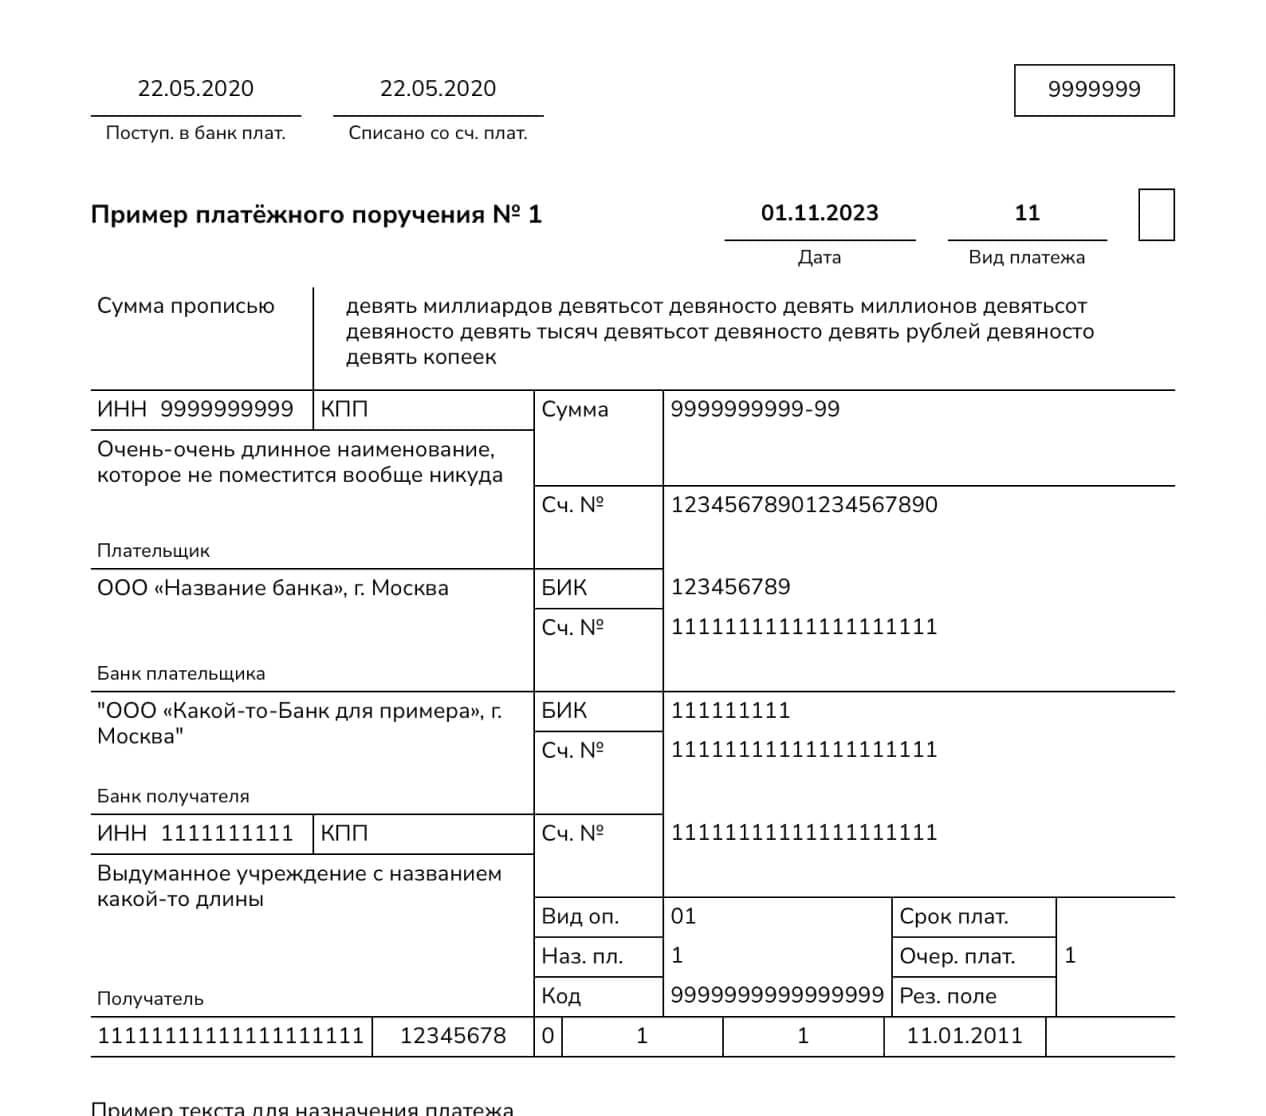 22.05.2020 22.05.2020 9999999
Поступ. в банк плат. Списано со сч. плат.
Пример платёжного поручения № 1 01.11.2023 11
Дата Вид платежа
Сумма прописью девять миллиардов девятьсот девяносто девять миллионов девятьсот
девяносто девять тысяч девятьсот девяносто девять рублей девяносто
девять копеек
ИНН 9999999999 КПП Сумма 9999999999-99
Очень-очень длинное наименование,
которое не поместится вообще никуда
Сч. № 12345678901234567890
Плательщик
ООО «Название банка», г. Москва БИК 123456789
Сч. № 11111111111111111111
Банк плательщика
"ООО «Какой-то-Банк для примера», г. БИК 111111111
Москва"
Сч. № 11111111111111111111
Банк получателя
ИНН 1111111111 КПП Сч. № 11111111111111111111
Выдуманное учреждение с названием
какой-то длины
Вид оп. 01 Срок плат.
Наз. пл. 1 Очер. плат. 1
Получатель Код 9999999999999999 Рез. поле
11111111111111111111 12345678 0 1 1 11.01.2011
Пример текста для назначения платежа